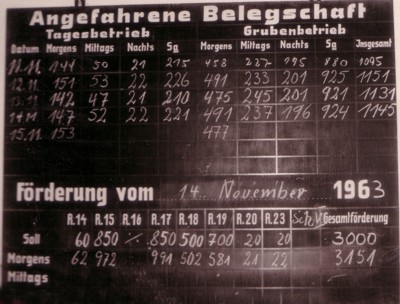 Angefahrene Belegschaft
Tagesbetrieb Grubenbetrieb
Datum Morgens Mittags Nachts Sg Morgens Mittags Nachts Sg Insgesamt
11.11. 144 50 21 215 458 227 195 880 1095
12.11. 151 53 22 226 491 233 201 925 1151
13.11. 142 47 21 210 475 245 201 921 1131
14.11 147 52 22 221 491 237 196 924 1145
15.11. 153 477
Förderung vom 14. November 1963
R.14 R.15 R.16 R.17 R.18 R.19 R.20 R.23 Gesamtförderung
Soll 60 850 % 850 500 700 20 20 3000
Morgens 62 972 991 502 581 21 22 3151
Mittags